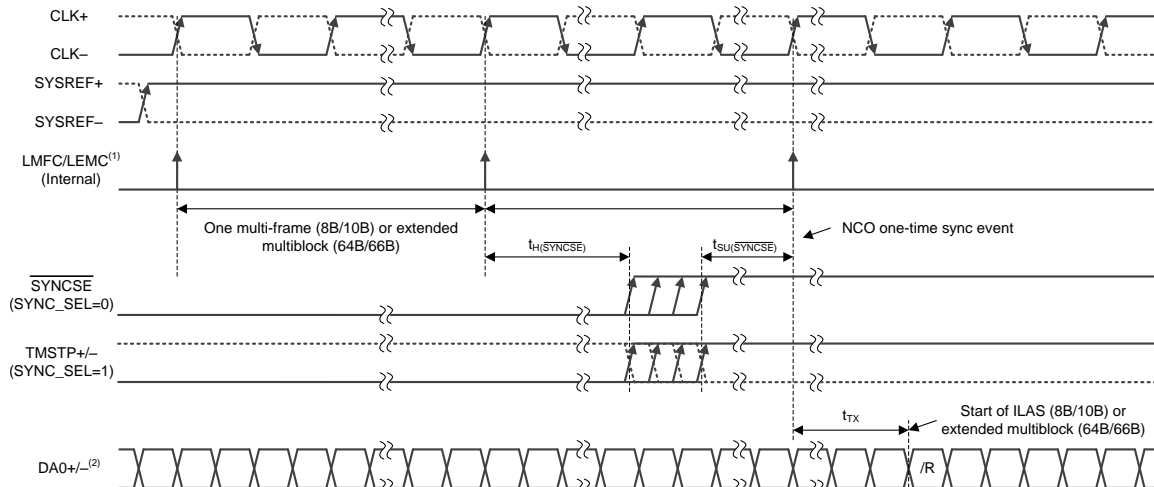 CLK+
CLK–
SYSREF+
SYSREF–
LMFC/LEMC(1)
(Internal)
One multi-frame (8B/10B) or extended
multiblock (64B/66B)
NCO one-time sync event
tH(SYNCSE)
tSU(SYNCSE)
SYNCSE
(SYNC_SEL=0)
TMSTP+/–
(SYNC_SEL=1)
tTX
Start of ILAS (8B/10B) or
extended multiblock (64B/66B)
DA0+/–(2)
/R